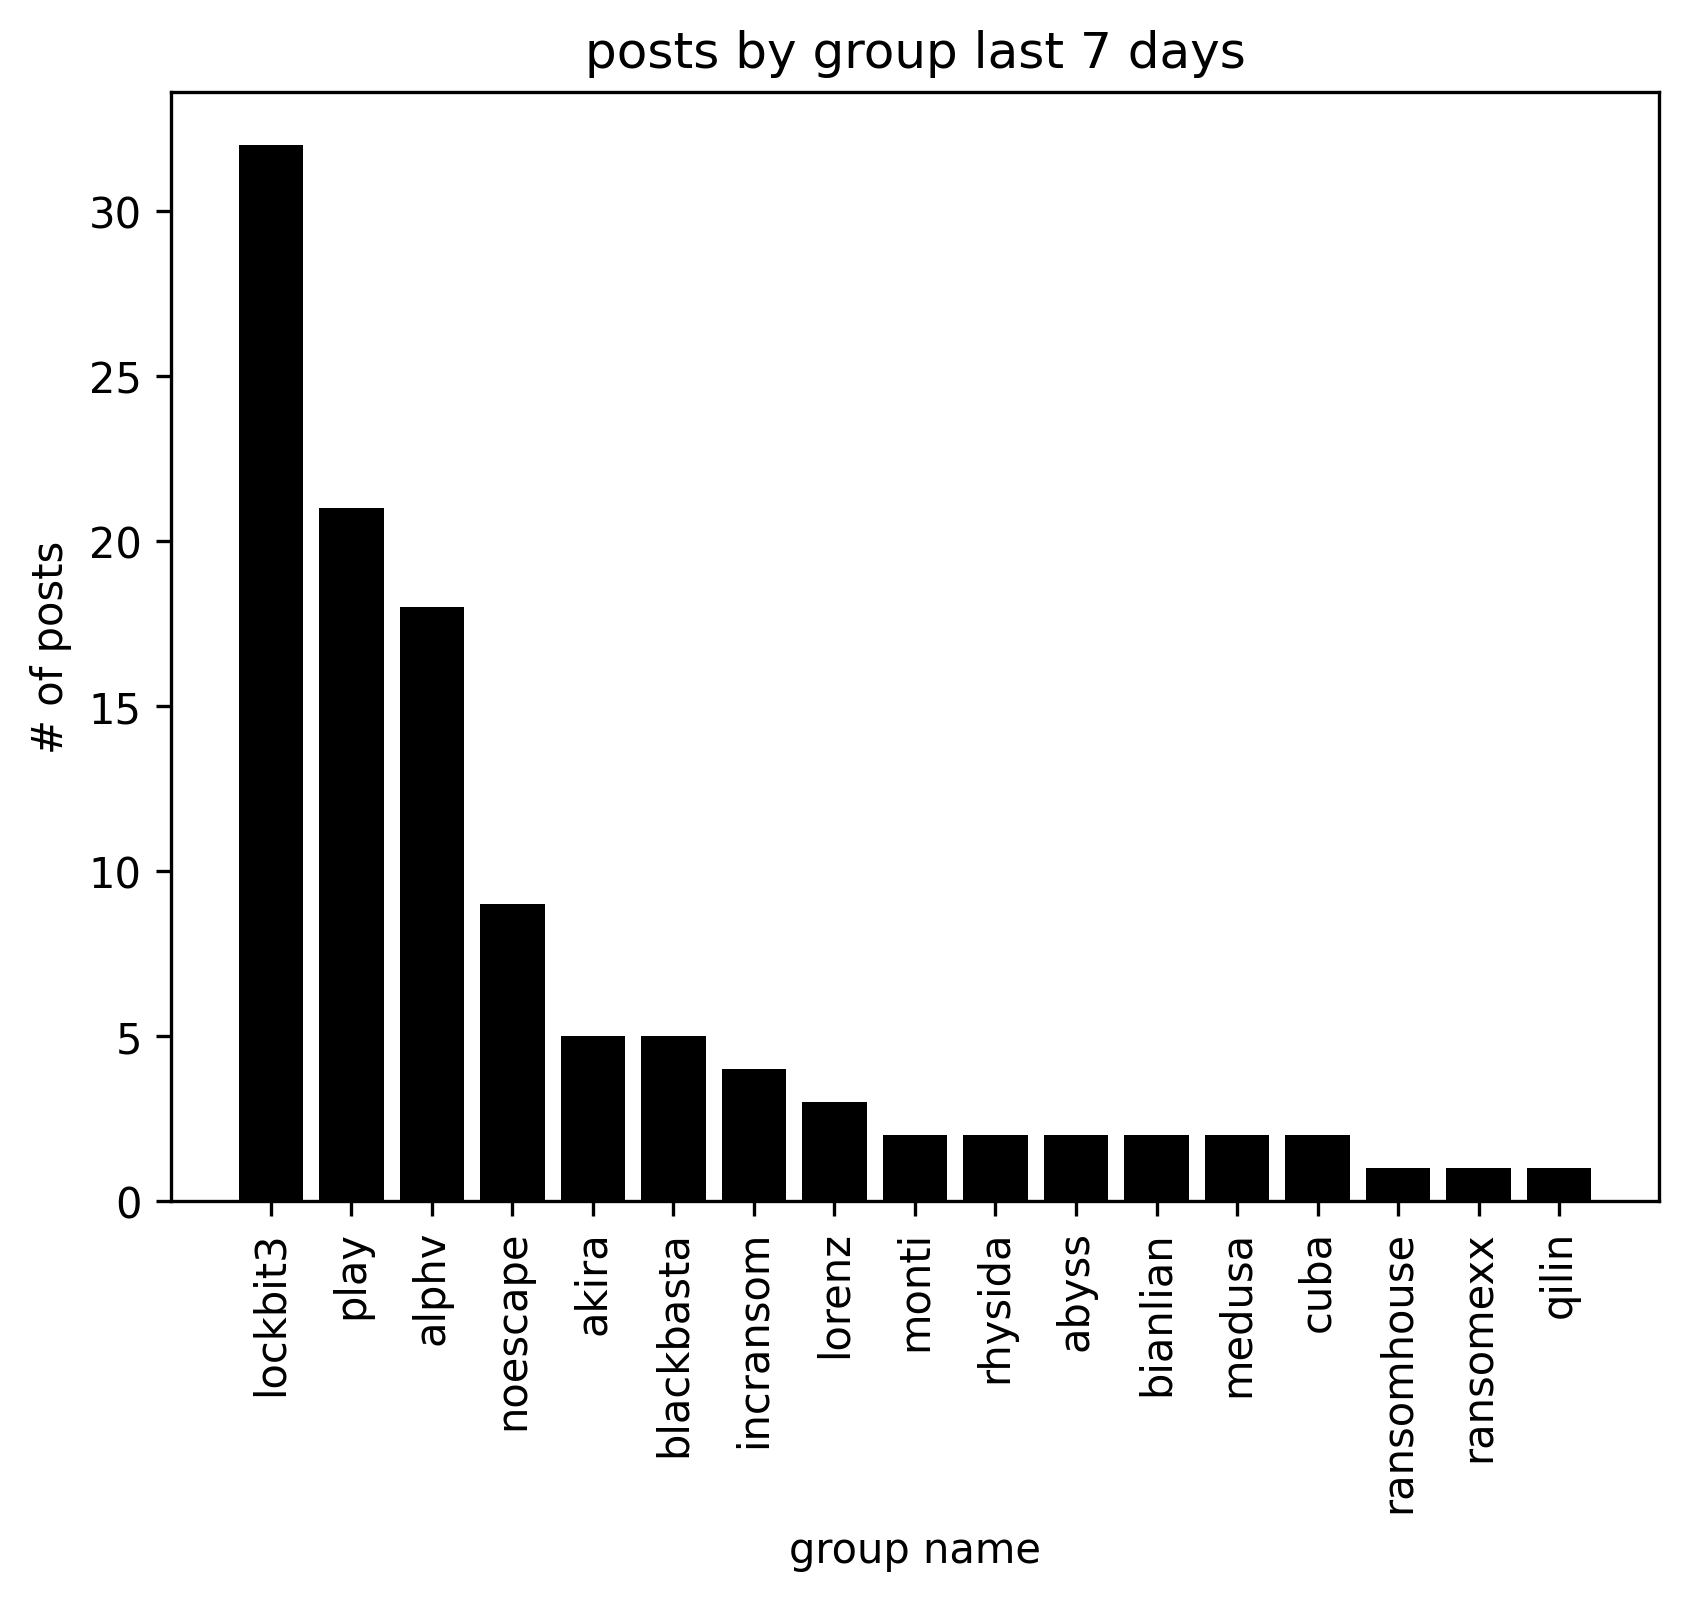 posts by group last 7 days
# of posts
30
25
20
15
10
5
0
lockbit3
play
alphv
noescape
akira
blackbasta
incransom
lorenz
monti
rhysida
abyss
bianlian
medusa
cuba
ransomhouse
ransomexx
qilin
group name